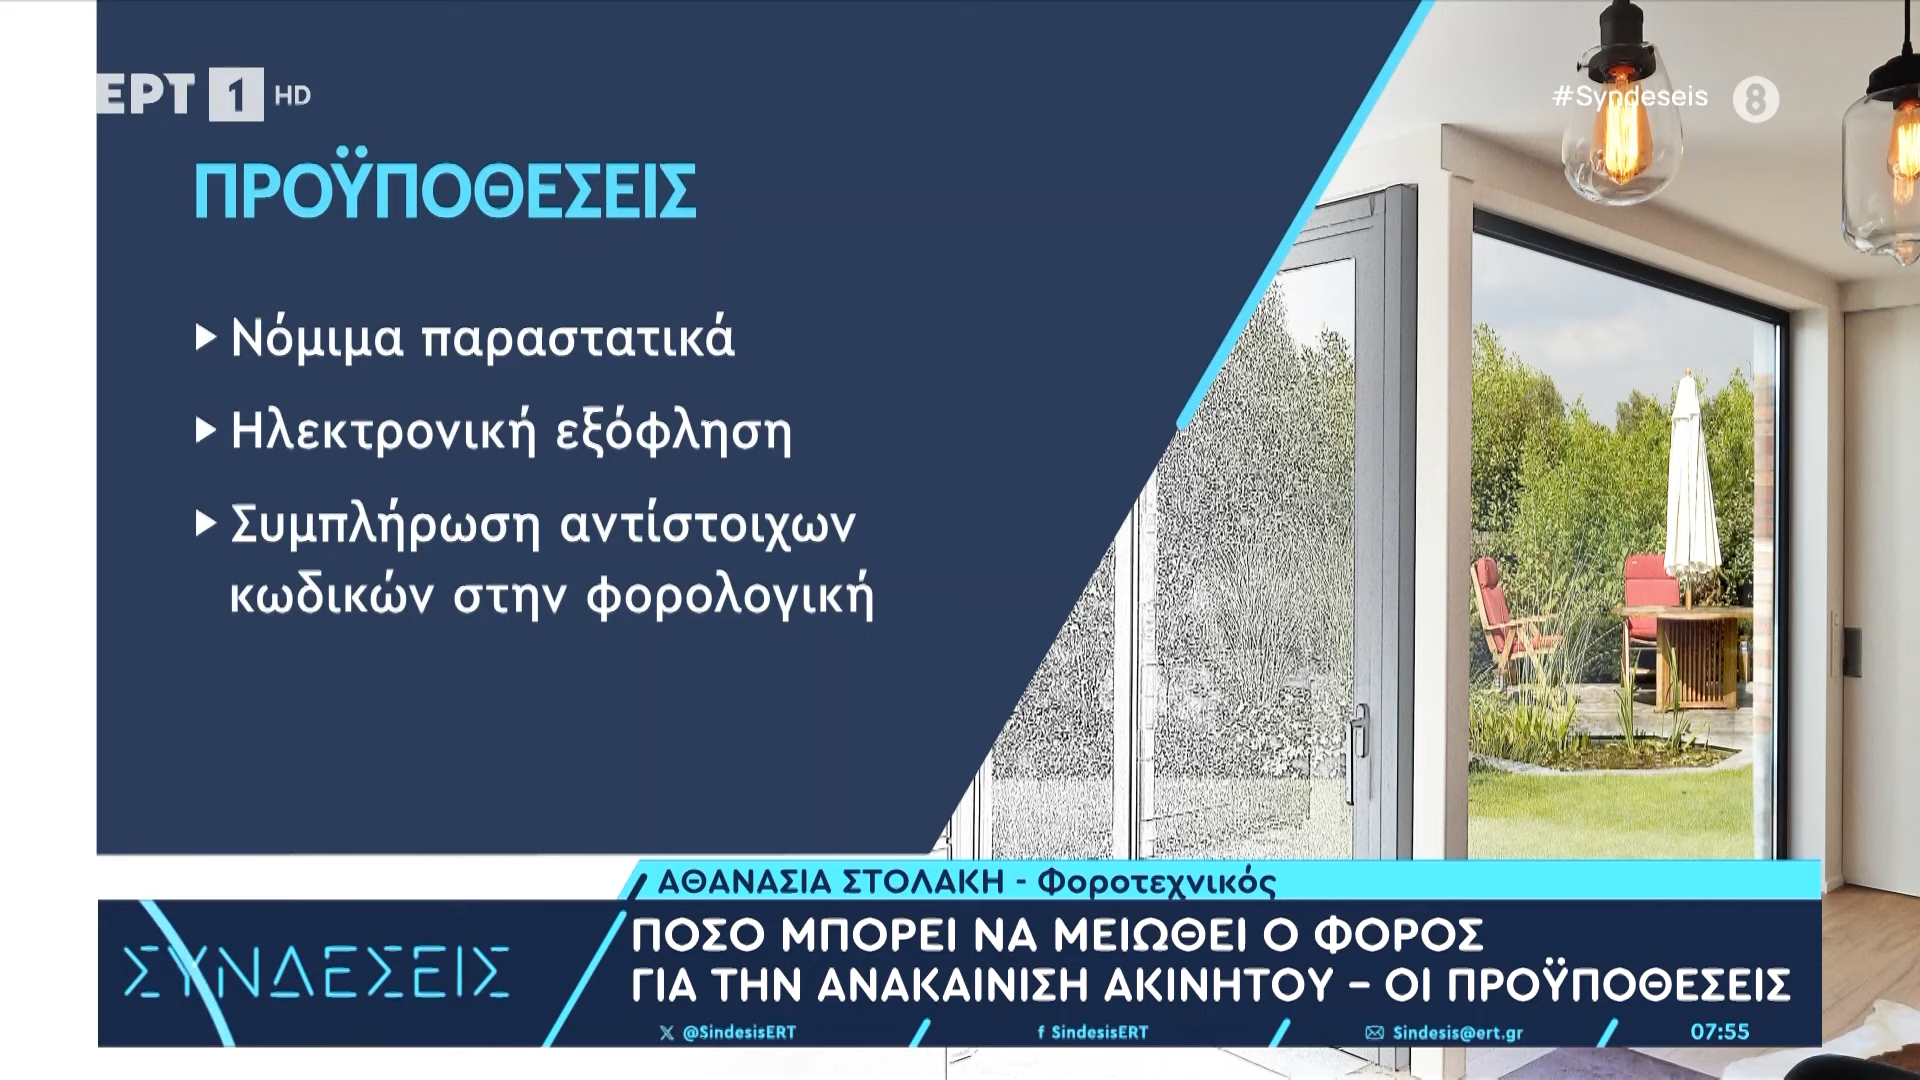 ΕΡΤ 1 HD
#Syndeseis 8
ΠΡΟΫΠΟΘΕΣΕΙΣ
Νόμιμα παραστατικά
Ηλεκτρονική εξόφληση
Συμπλήρωση αντίστοιχων
κωδικών στην φορολογική
ΑΘΑΝΑΣΙΑ ΣΤΟΛΑΚΗ - Φοροτεχνικός
ΣΥΝΔΕΣΕΙΣ
ΠΟΣΟ ΜΠΟΡΕΙ ΝΑ ΜΕΙΩΘΕΙ Ο ΦΟΡΟΣ
ΓΙΑ ΤΗΝ ΑΝΑΚΑΙΝΙΣΗ ΑΚΙΝΗΤΟΥ – ΟΙ ΠΡΟΫΠΟΘΕΣΕΙΣ
X @SindesisERT f SindesisERT Sindesis@ert.gr 07:55